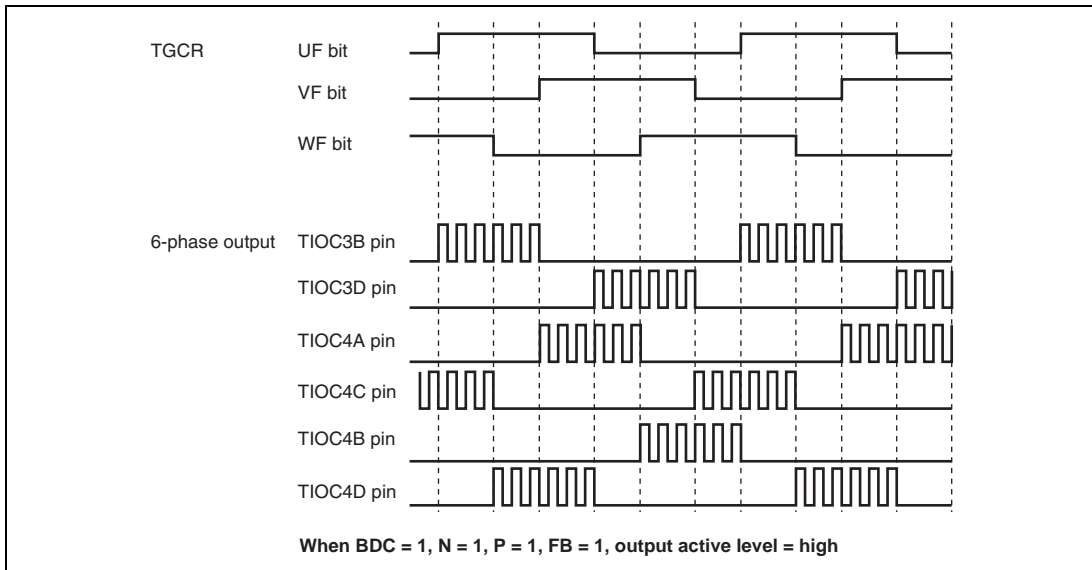 TGCR UF bit
VF bit
WF bit
6-phase output TIOC3B pin
TIOC3D pin
TIOC4A pin
TIOC4C pin
TIOC4B pin
TIOC4D pin
When BDC = 1, N = 1, P = 1, FB = 1, output active level = high